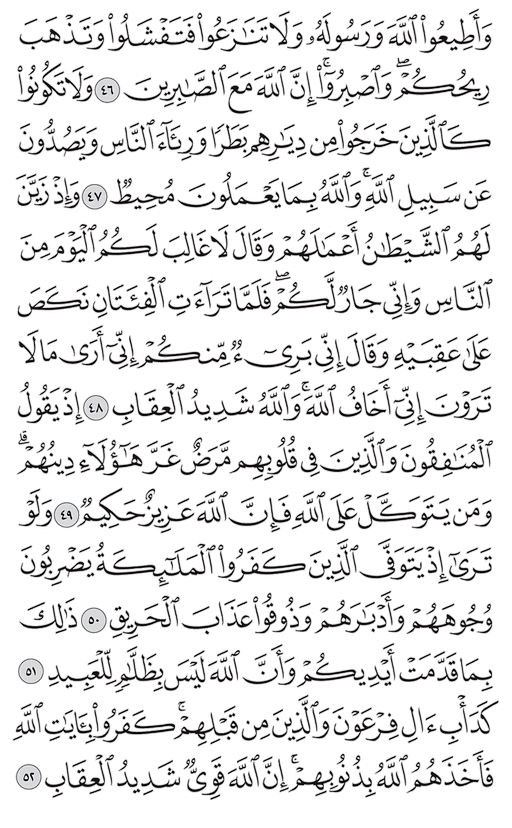 وَأَطِيعُوا۟ ٱللَّهَ وَرَسُولَهُۥ وَلَا تَنَٰزَعُوا۟ فَتَفْشَلُوا۟ وَتَذْهَبَ
رِيحُكُمْ ۖ وَٱصْبِرُوٓا۟ ۚ إِنَّ ٱللَّهَ مَعَ ٱلصَّٰبِرِينَ ٤٦ وَلَا تَكُونُوا۟
كَٱلَّذِينَ خَرَجُوا۟ مِن دِيَٰرِهِم بَطَرًا وَرِئَآءَ ٱلنَّاسِ وَيَصُدُّونَ
عَن سَبِيلِ ٱللَّهِ ۚ وَٱللَّهُ بِمَا يَعْمَلُونَ مُحِيطٌ ٤٧ وَإِذْ زَيَّنَ
لَهُمُ ٱلشَّيْطَٰنُ أَعْمَٰلَهُمْ وَقَالَ لَا غَالِبَ لَكُمُ ٱلْيَوْمَ مِنَ
ٱلنَّاسِ وَإِنِّي جَارٌ لَّكُمْ ۖ فَلَمَّا تَرَآءَتِ ٱلْفِئَتَانِ نَكَصَ
عَلَىٰ عَقِبَيْهِ وَقَالَ إِنِّي بَرِىٓءٌ مِّنكُمْ إِنِّيٓ أَرَىٰ مَا لَا
تَرَوْنَ إِنِّيٓ أَخَافُ ٱللَّهَ ۚ وَٱللَّهُ شَدِيدُ ٱلْعِقَابِ ٤٨ إِذْ يَقُولُ
ٱلْمُنَٰفِقُونَ وَٱلَّذِينَ فِي قُلُوبِهِم مَّرَضٌ غَرَّ هَٰٓؤُلَآءِ دِينُهُمْ ۗ
وَمَن يَتَوَكَّلْ عَلَى ٱللَّهِ فَإِنَّ ٱللَّهَ عَزِيزٌ حَكِيمٌ ٤٩ وَلَوْ
تَرَىٰٓ إِذْ يَتَوَفَّى ٱلَّذِينَ كَفَرُوا۟ ٱلْمَلَٰٓئِكَةُ يَضْرِبُونَ
وُجُوهَهُمْ وَأَدْبَٰرَهُمْ وَذُوقُوا۟ عَذَابَ ٱلْحَرِيقِ ٥٠ ذَٰلِكَ
بِمَا قَدَّمَتْ أَيْدِيكُمْ وَأَنَّ ٱللَّهَ لَيْسَ بِظَلَّٰمٍ لِّلْعَبِيدِ ٥١
كَدَأْبِ ءَالِ فِرْعَوْنَ وَٱلَّذِينَ مِن قَبْلِهِمْ ۚ كَفَرُوا۟ بِـَٔايَٰتِ ٱللَّهِ
فَأَخَذَهُمُ ٱللَّهُ بِذُنُوبِهِمْ ۚ إِنَّ ٱللَّهَ قَوِىٌّ شَدِيدُ ٱلْعِقَابِ ٥٢